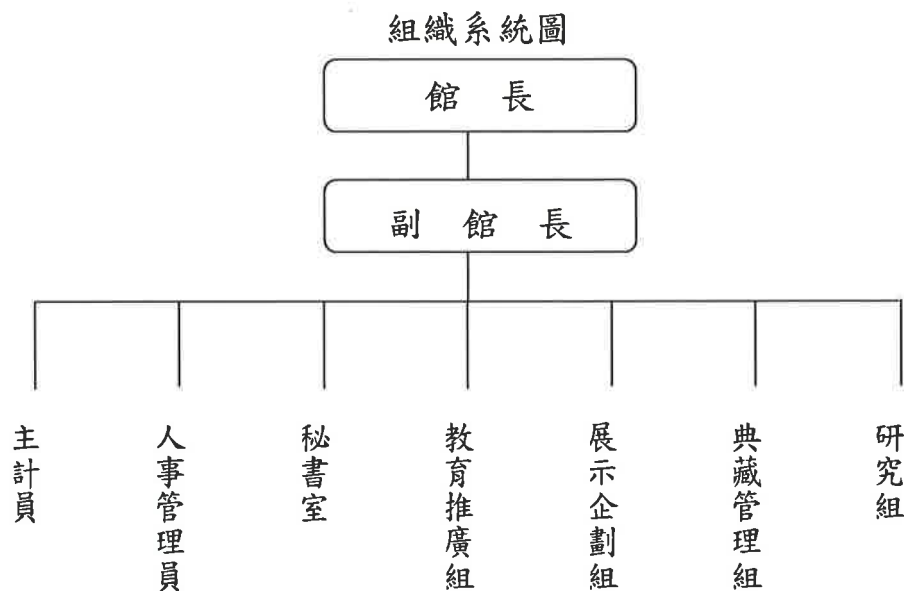 組織系統圖
館長
副館長
主計員
人事管理員
秘書室
教育推廣組
展示企劃組
典藏管理組
研究組